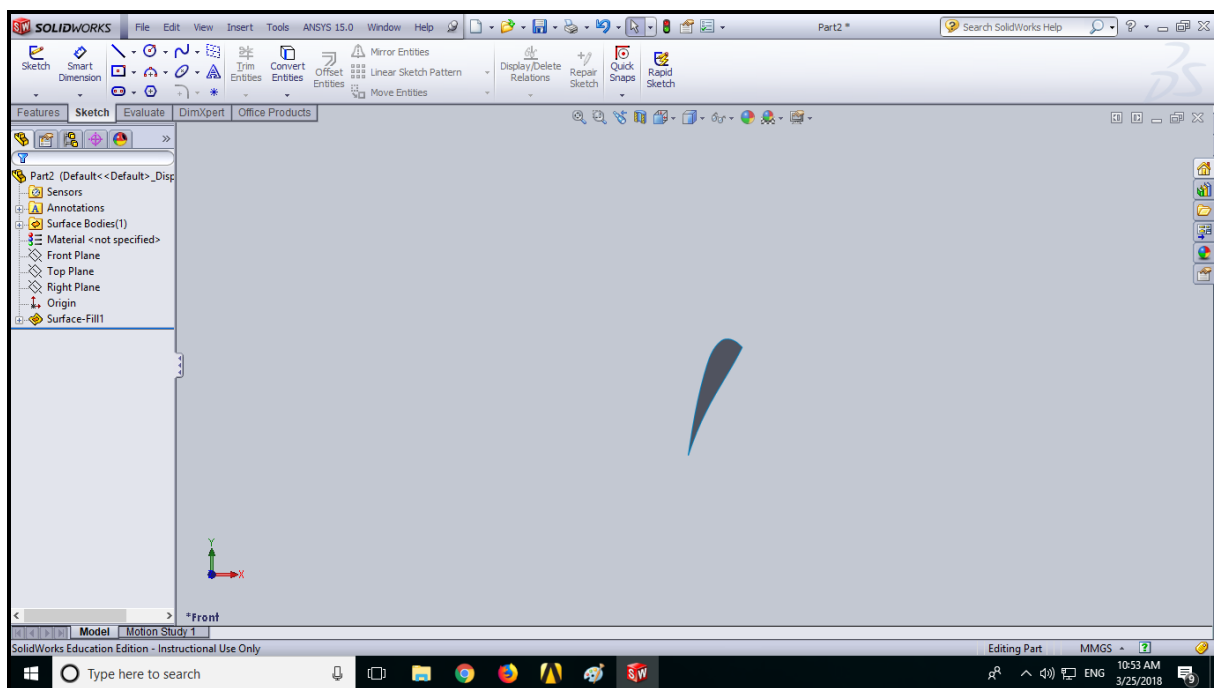 SW SOLIDWORKS File Edit View Insert Tools ANSYS 15.0 Window Help Part2 * Search SolidWorks Help
Sketch Smart Dimension Trim Entities Convert Entities Offset Entities Mirror Entities Linear Sketch Pattern Move Entities Display/Delete Relations Repair Sketch Quick Snaps Rapid Sketch
Features Sketch Evaluate DimXpert Office Products
Part2 (Default<<Default>_Disp
Sensors
Annotations
Surface Bodies(1)
Material <not specified>
Front Plane
Top Plane
Right Plane
Origin
Surface-Fill1
Y
X
*Front
Model Motion Study 1
SolidWorks Education Edition - Instructional Use Only Editing Part MMGS
Type here to search SW ENG 10:53 AM
3/25/2018